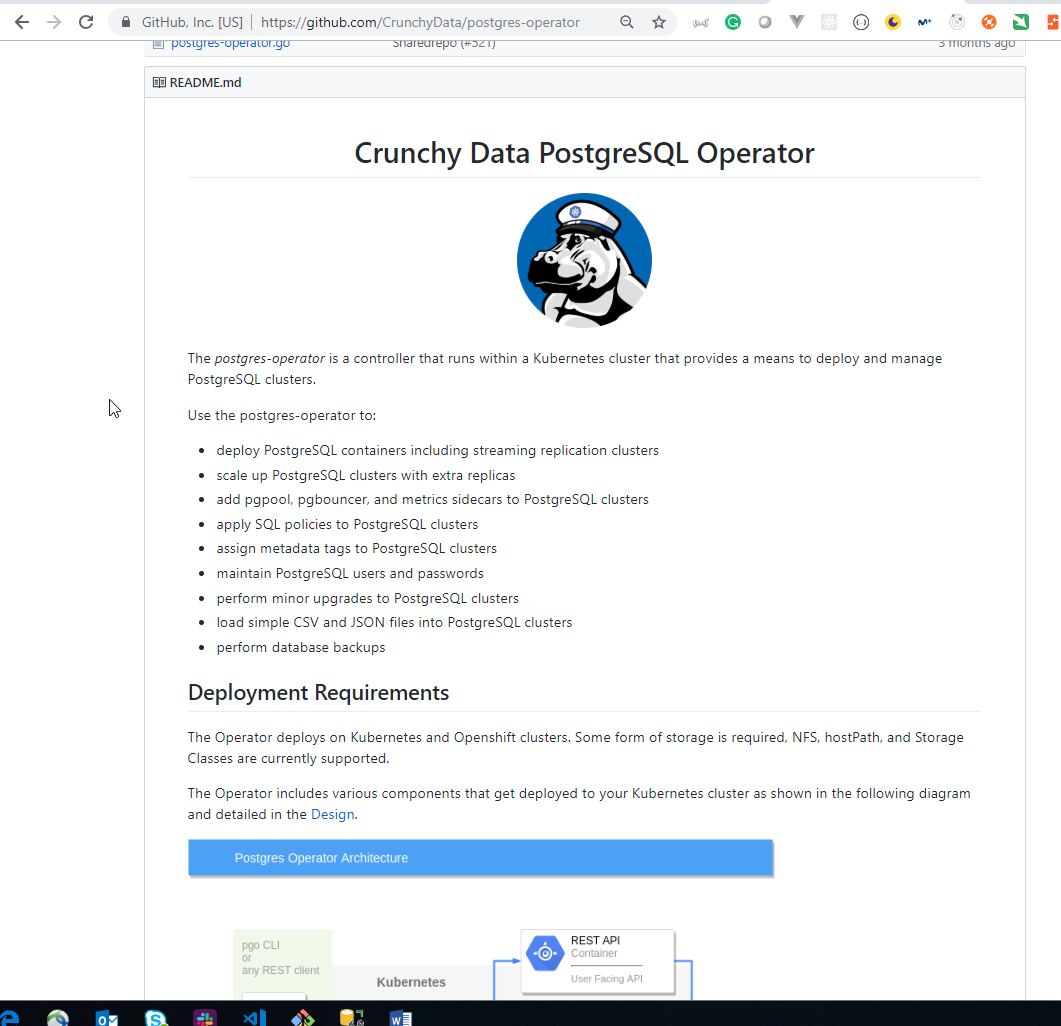 GitHub, Inc. [US] | https://github.com/CrunchyData/postgres-operator
postgres-operator.go Sharedrepo (#521) 3 months ago
README.md
Crunchy Data PostgreSQL Operator
The postgres-operator is a controller that runs within a Kubernetes cluster that provides a means to deploy and manage
PostgreSQL clusters.
Use the postgres-operator to:
• deploy PostgreSQL containers including streaming replication clusters
• scale up PostgreSQL clusters with extra replicas
• add pgpool, pgbouncer, and metrics sidecars to PostgreSQL clusters
• apply SQL policies to PostgreSQL clusters
• assign metadata tags to PostgreSQL clusters
• maintain PostgreSQL users and passwords
• perform minor upgrades to PostgreSQL clusters
• load simple CSV and JSON files into PostgreSQL clusters
• perform database backups
Deployment Requirements
The Operator deploys on Kubernetes and Openshift clusters. Some form of storage is required, NFS, hostPath, and Storage
Classes are currently supported.
The Operator includes various components that get deployed to your Kubernetes cluster as shown in the following diagram
and detailed in the Design.
Postgres Operator Architecture
pgo CLI
or
any REST client
Kubernetes
REST API
Container
User Facing API